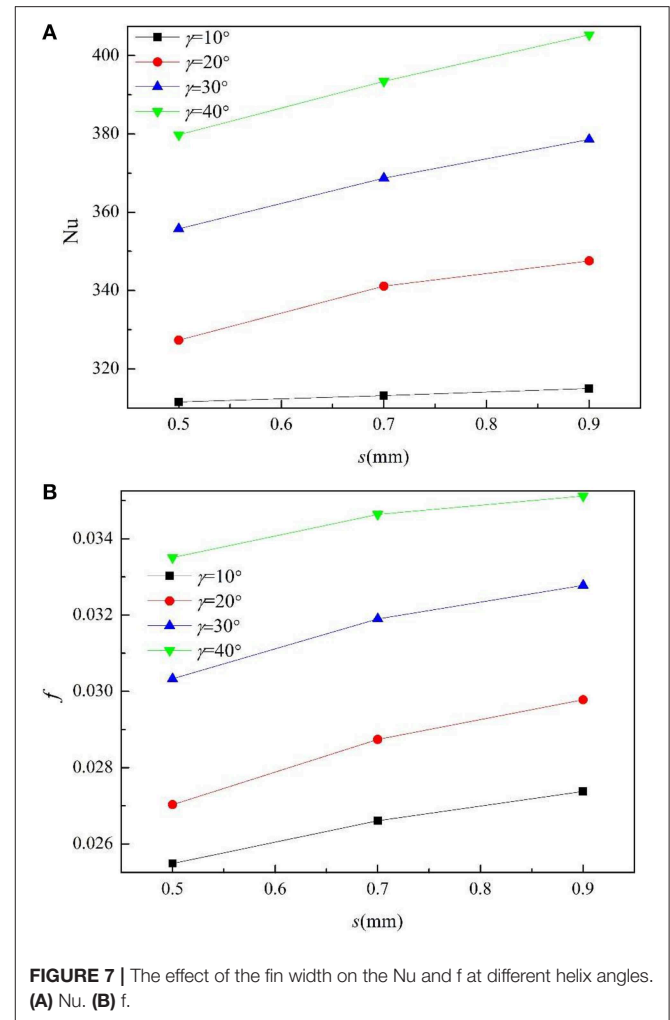 A
γ=10°
γ=20°
γ=30°
γ=40°
400
380
360
340
320
Nu
0.5 0.6 0.7 0.8 0.9
s(mm)
B
γ=10°
γ=20°
γ=30°
γ=40°
0.034
0.032
0.030
0.028
0.026
f
0.5 0.6 0.7 0.8 0.9
s(mm)
FIGURE 7 | The effect of the fin width on the Nu and f at different helix angles.
(A) Nu. (B) f.